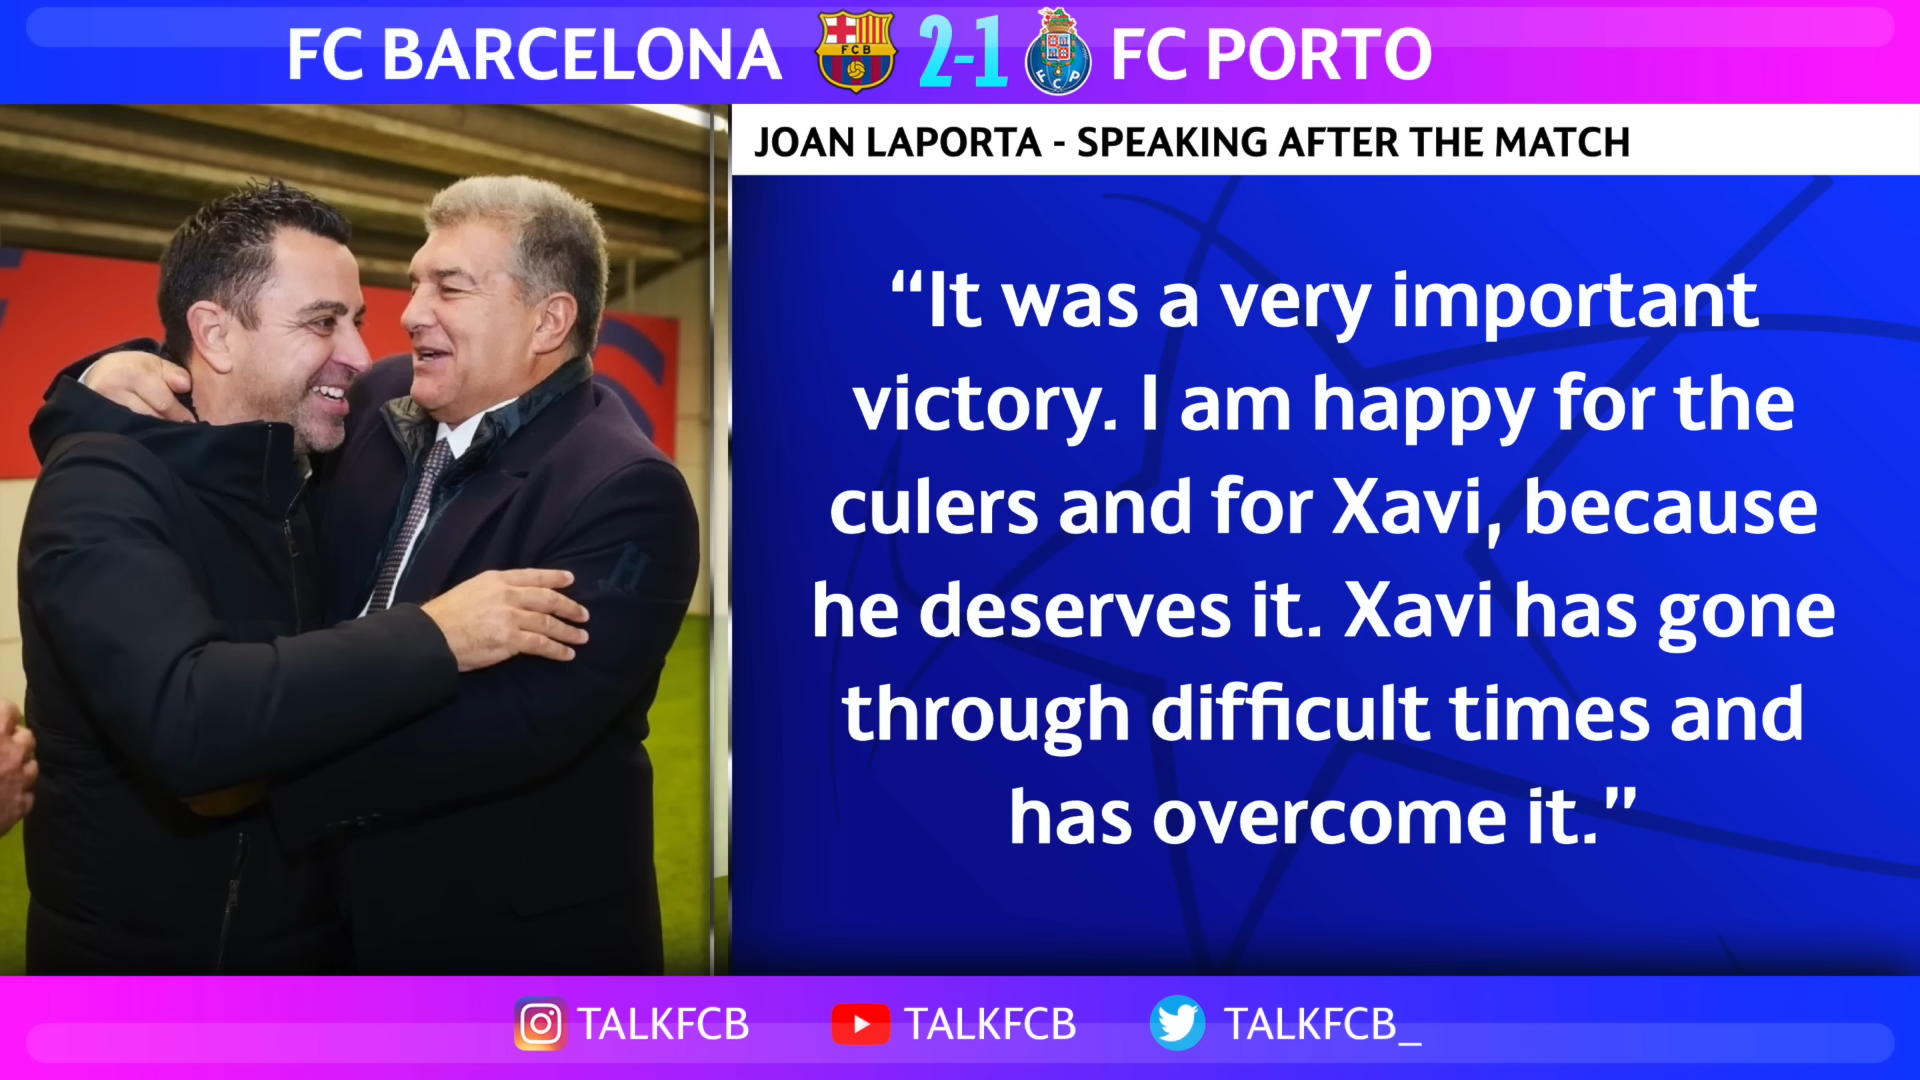 FC BARCELONA FCB 2-1 FCP FC PORTO
JOAN LAPORTA - SPEAKING AFTER THE MATCH
“It was a very important
victory. I am happy for the
culers and for Xavi, because
he deserves it. Xavi has gone
through difficult times and
has overcome it.”
TALKFCB TALKFCB TALKFCB_